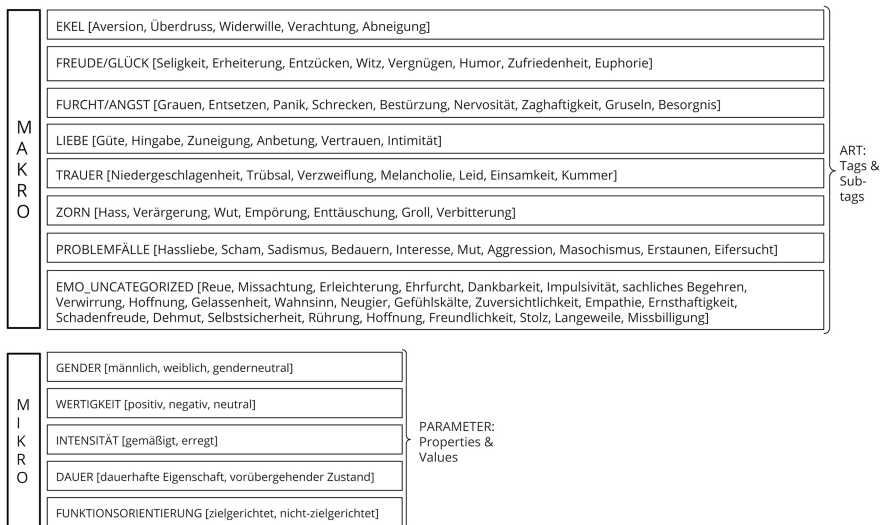 MAKRO
EKEL [Aversion, Überdruss, Widerwille, Verachtung, Abneigung]
FREUDE/GLÜCK [Seligkeit, Erheiterung, Entzücken, Witz, Vergnügen, Humor, Zufriedenheit, Euphorie]
FURCHT/ANGST [Grauen, Entsetzen, Panik, Schrecken, Bestürzung, Nervosität, Zaghaftigkeit, Gruseln, Besorgnis]
LIEBE [Güte, Hingabe, Zuneigung, Anbetung, Vertrauen, Intimität]
TRAUER [Niedergeschlagenheit, Trübsal, Verzweiflung, Melancholie, Leid, Einsamkeit, Kummer]
ZORN [Hass, Verärgerung, Wut, Empörung, Enttäuschung, Groll, Verbitterung]
PROBLEMFÄLLE [Hassliebe, Scham, Sadismus, Bedauern, Interesse, Mut, Aggression, Masochismus, Erstaunen, Eifersucht]
EMO_UNCATEGORIZED [Reue, Missachtung, Erleichterung, Ehrfurcht, Dankbarkeit, Impulsivität, sachliches Begehren,
Verwirrung, Hoffnung, Gelassenheit, Wahnsinn, Neugier, Gefühlskälte, Zuversichtlichkeit, Empathie, Ernsthaftigkeit,
Schadenfreude, Dehmut, Selbstsicherheit, Rührung, Hoffnung, Freundlichkeit, Stolz, Langeweile, Missbilligung]
ART:
Tags &
Sub-
tags
MIKRO
GENDER [männlich, weiblich, genderneutral]
WERTIGKEIT [positiv, negativ, neutral]
INTENSITÄT [gemäßigt, erregt]
DAUER [dauerhafte Eigenschaft, vorübergehender Zustand]
FUNKTIONSORIENTIERUNG [zielgerichtet, nicht-zielgerichtet]
PARAMETER:
Properties &
Values